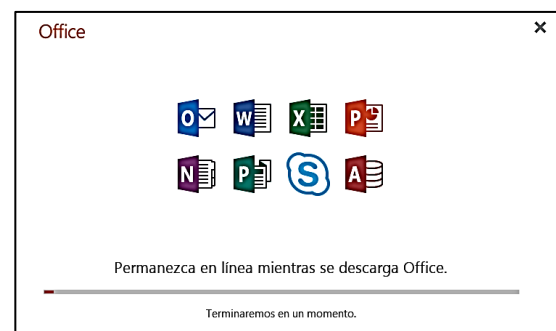 Office
O W X P
N P S A
Permanezca en línea mientras se descarga Office.
Terminaremos en un momento.